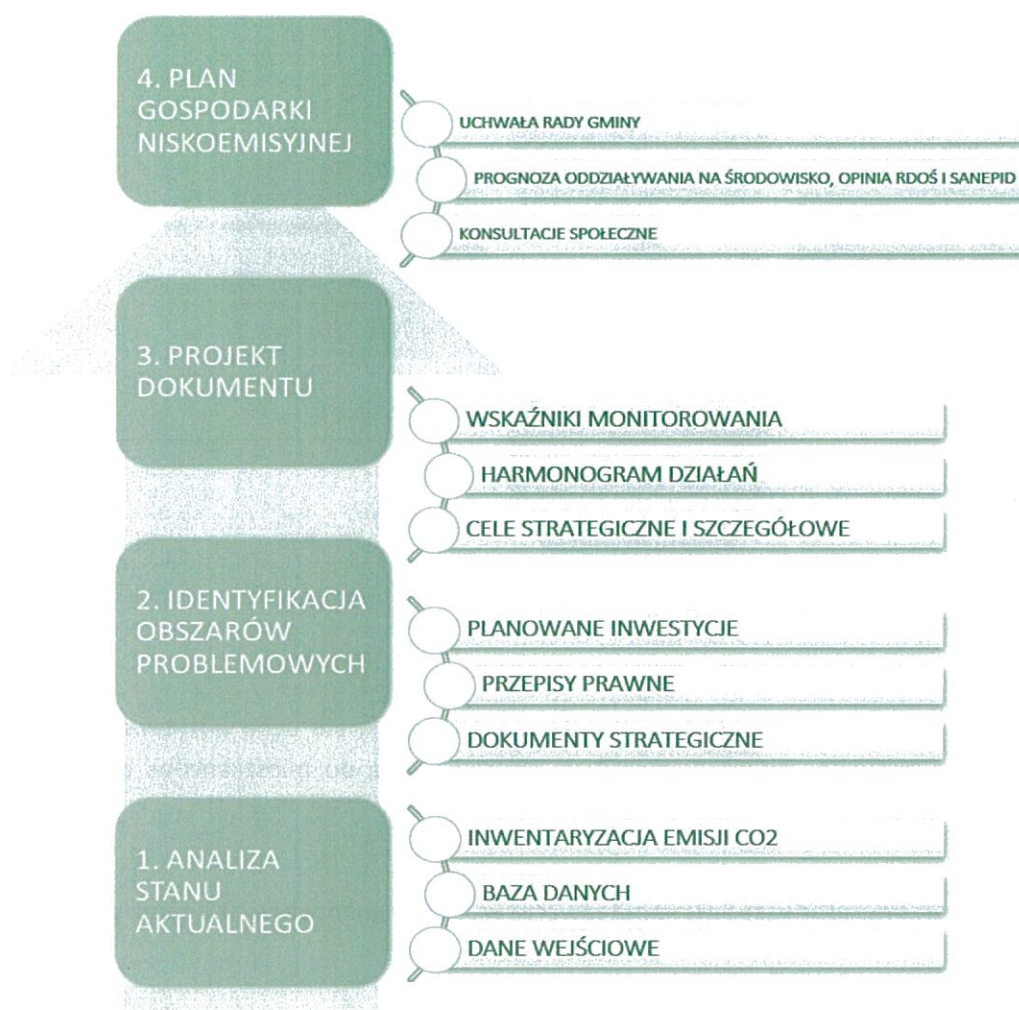 4. PLAN
GOSPODARKI
NISKOEMISYJNEJ
UCHWAŁA RADY GMINY
PROGNOZA ODDZIAŁYWANIA NA ŚRODOWISKO, OPINIA RDOŚ I SANEPID
KONSULTACJE SPOŁECZNE
3. PROJEKT
DOKUMENTU
WSKAŹNIKI MONITOROWANIA
HARMONOGRAM DZIAŁAŃ
CELE STRATEGICZNE I SZCZEGÓŁOWE
2. IDENTYFIKACJA
OBSZARÓW
PROBLEMOWYCH
PLANOWANE INWESTYCJE
PRZEPISY PRAWNE
DOKUMENTY STRATEGICZNE
1. ANALIZA
STANU
AKTUALNEGO
INWENTARYZACJA EMISJI CO2
BAZA DANYCH
DANE WEJŚCIOWE